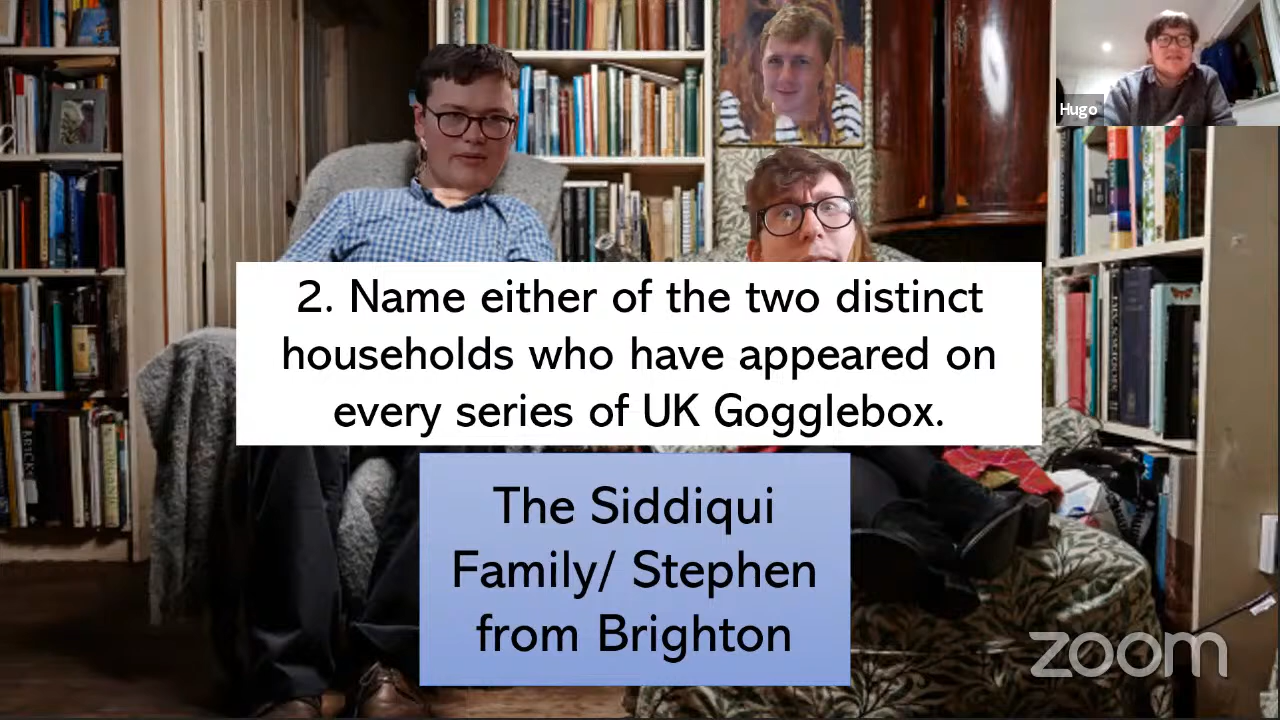 Hugo
2. Name either of the two distinct
households who have appeared on
every series of UK Gogglebox.
The Siddiqui
Family/ Stephen
from Brighton
zoom